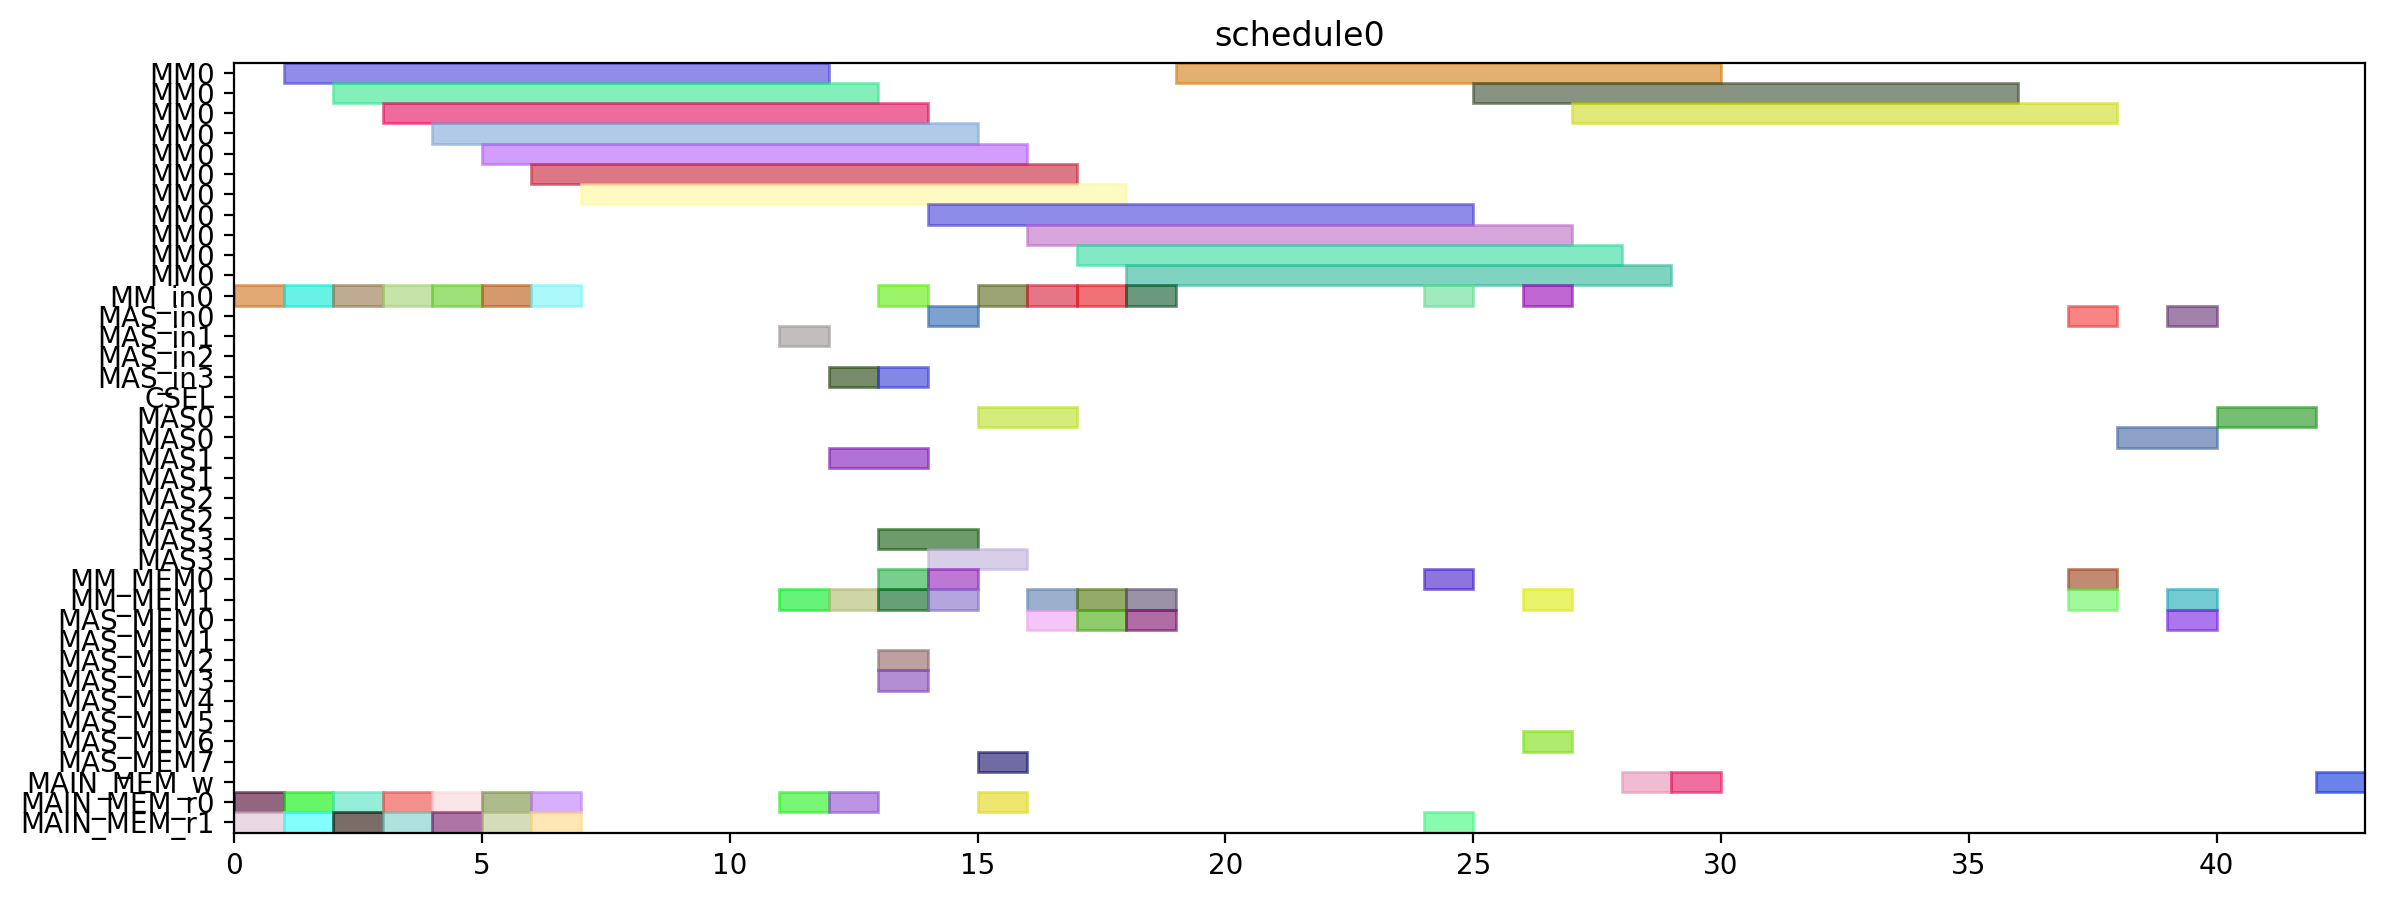 schedule0
MM0
MM0
MM0
MM0
MM0
MM0
MM0
MM0
MM0
MM0
MM0
MM_in0
MAS_in0
MAS_in1
MAS_in2
MAS_in3
CSEL
MAS0
MAS0
MAS1
MAS1
MAS2
MAS2
MAS3
MAS3
MM_MEM0
MM_MEM1
MAS_MEM0
MAS_MEM1
MAS_MEM2
MAS_MEM3
MAS_MEM4
MAS_MEM5
MAS_MEM6
MAS_MEM7
MAIN_MEM_w
MAIN_MEM_r0
MAIN_MEM_r1
0 5 10 15 20 25 30 35 40